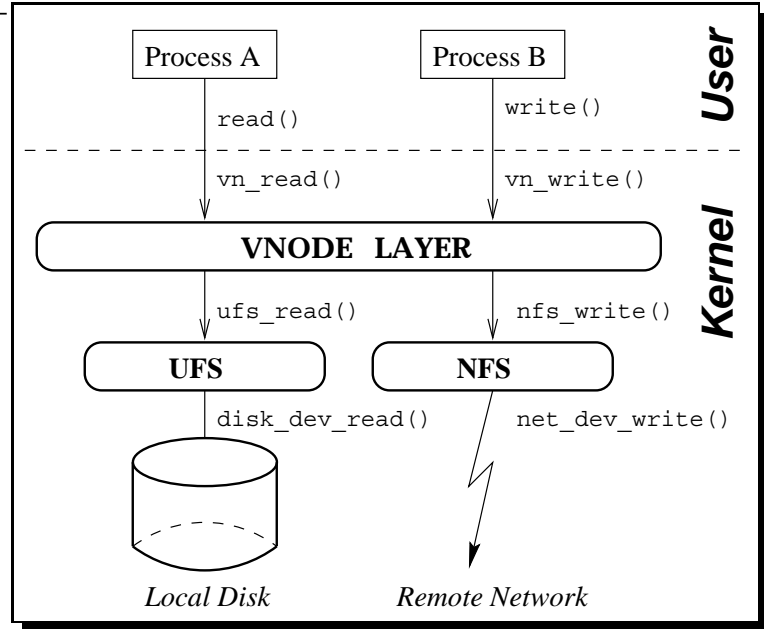 Process A Process B
User
read() write()
vn_read() vn_write()
Kernel
VNODE LAYER
ufs_read() nfs_write()
UFS NFS
disk_dev_read() net_dev_write()
Local Disk Remote Network